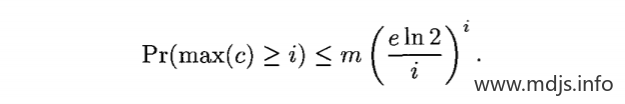 Pr(max(c) ≥ i) ≤ m (e ln 2 / i)^i .
www.mdjs.info